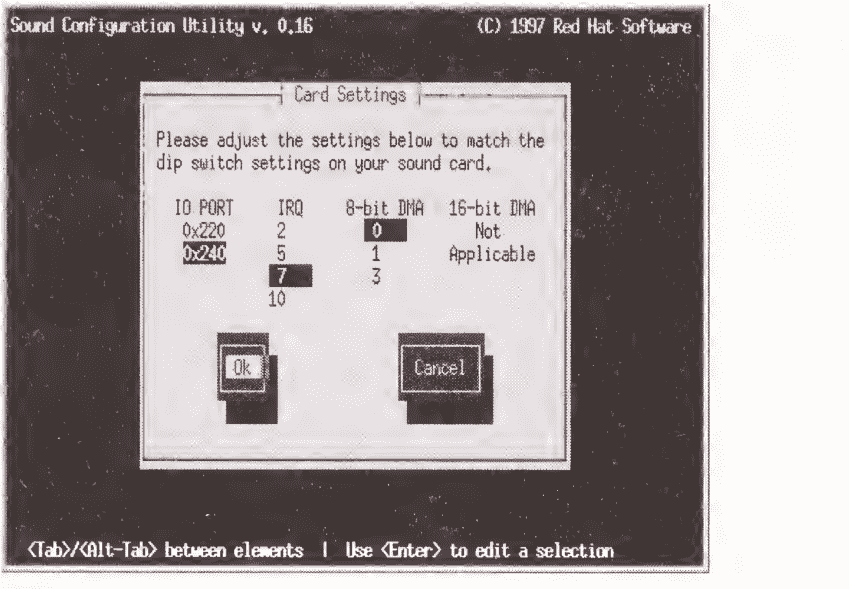 Sound Configuration Utility v. 0.16 (C) 1997 Red Hat Software
Card Settings
Please adjust the settings below to match the
dip switch settings on your sound card.
IO PORT IRQ 8-bit DMA 16-bit DMA
0x220 2 0 Not
0x240 5 1 Applicable
7 3
10
Ok Cancel
<Tab>/<Alt-Tab> between elements | Use <Enter> to edit a selection